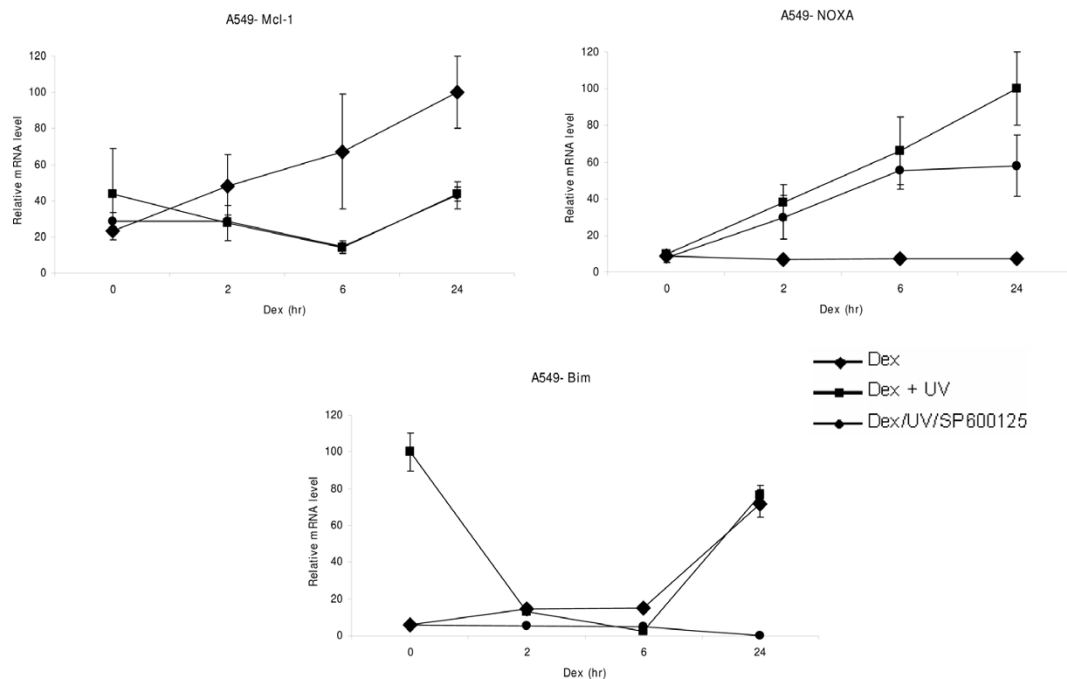 A549- Mcl-1
Relative mRNA level
120
100
80
60
40
20
0
0 2 6 24
Dex (hr)
A549- NOXA
Relative mRNA level
120
100
80
60
40
20
0
0 2 6 24
Dex (hr)
A549- Bim
Relative mRNA level
120
100
80
60
40
20
0
0 2 6 24
Dex (hr)
Dex
Dex + UV
Dex/UV/SP600125